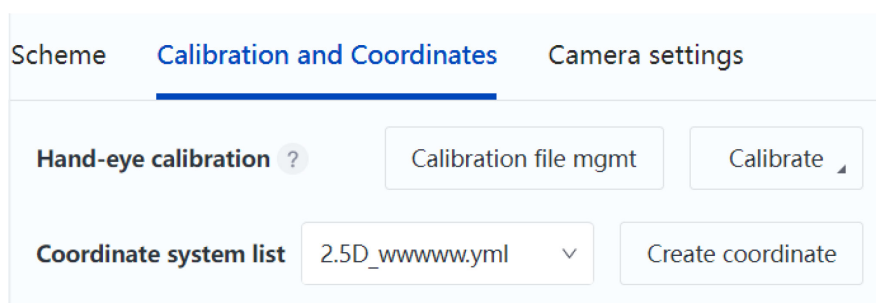 Scheme Calibration and Coordinates Camera settings
Hand-eye calibration ? Calibration file mgmt Calibrate
Coordinate system list 2.5D_wwwww.yml Create coordinate